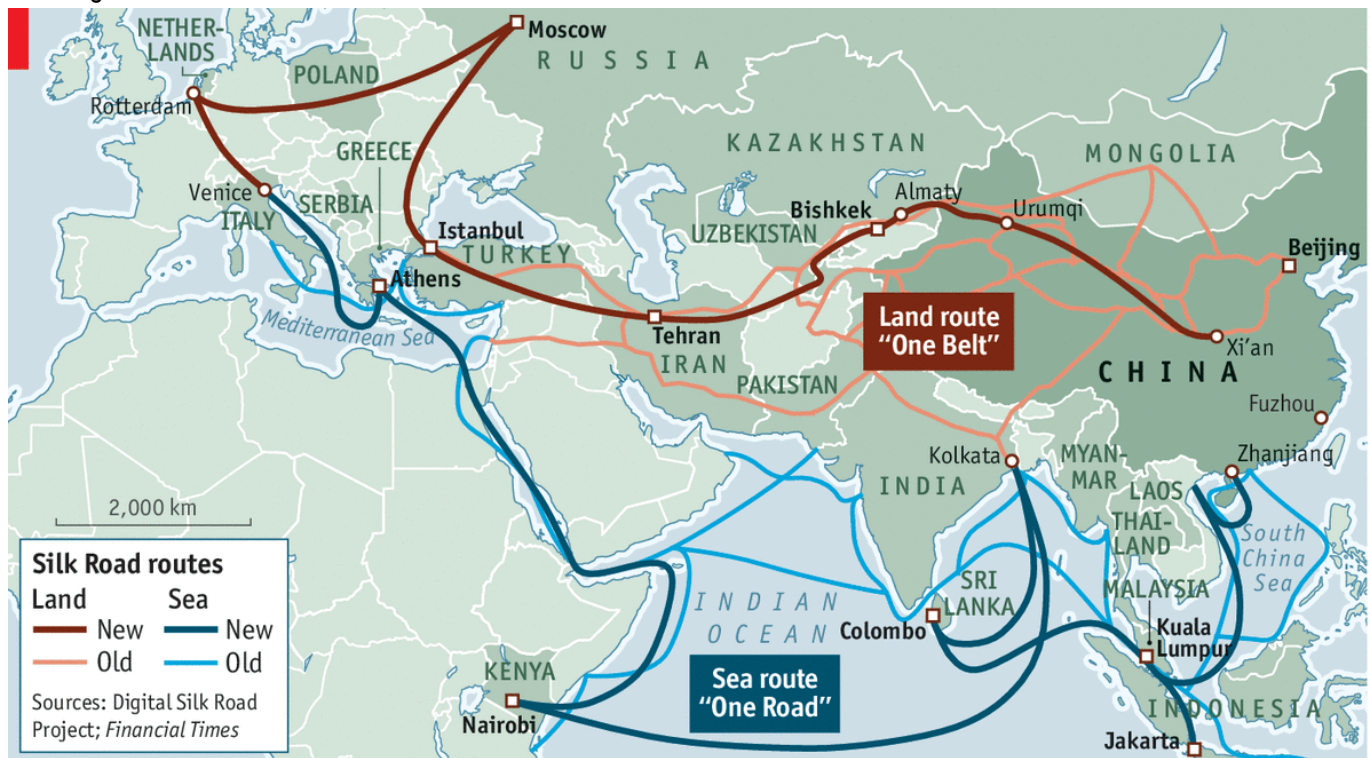 NETHER-
LANDS
Moscow
RUSSIA
POLAND
Rotterdam
KAZAKHSTAN
MONGOLIA
GREECE
Venice
SERBIA
ITALY
Almaty
Bishkek
Urumqi
UZBEKISTAN
Istanbul
TURKEY
Beijing
Athens
Mediterranean Sea
Tehran
IRAN
Land route
“One Belt”
Xi’an
CHINA
PAKISTAN
Fuzhou
Kolkata
MYAN-
MAR
Zhanjiang
INDIA
LAOS
THAI-
LAND
South
China
Sea
2,000 km
SRI
LANKA
MALAYSIA
INDIAN
OCEAN
Colombo
Kuala
Lumpur
KENYA
Nairobi
Sea route
“One Road”
INDONESIA
Jakarta
Silk Road routes
Land Sea
New New
Old Old
Sources: Digital Silk Road
Project; Financial Times